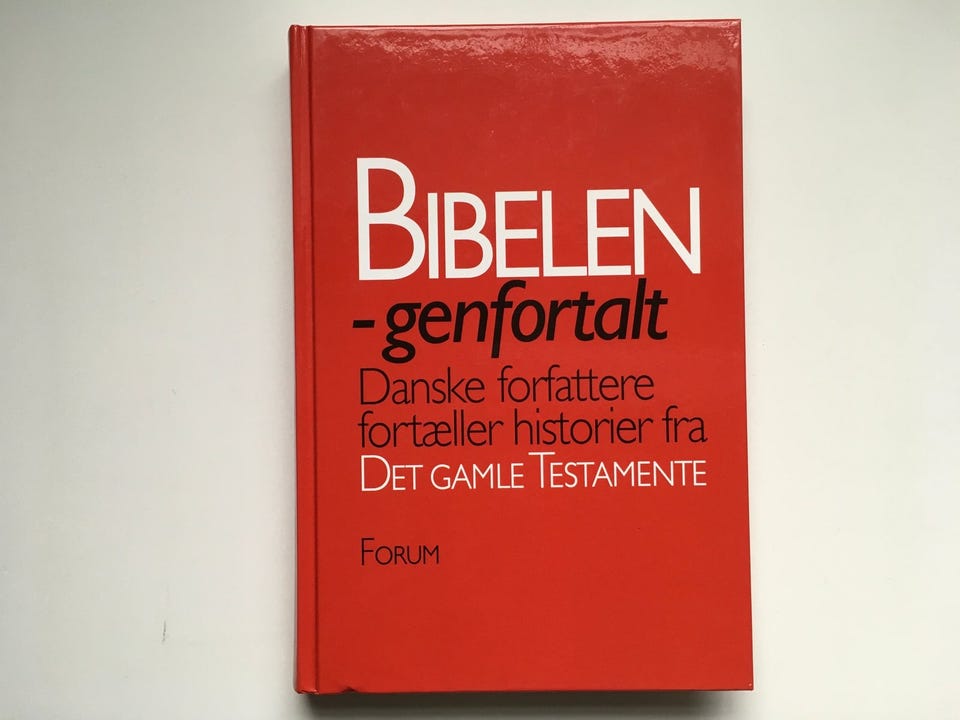 BIBELEN
-genfortalt
Danske forfattere
fortæller historier fra
DET GAMLE TESTAMENTE
FORUM